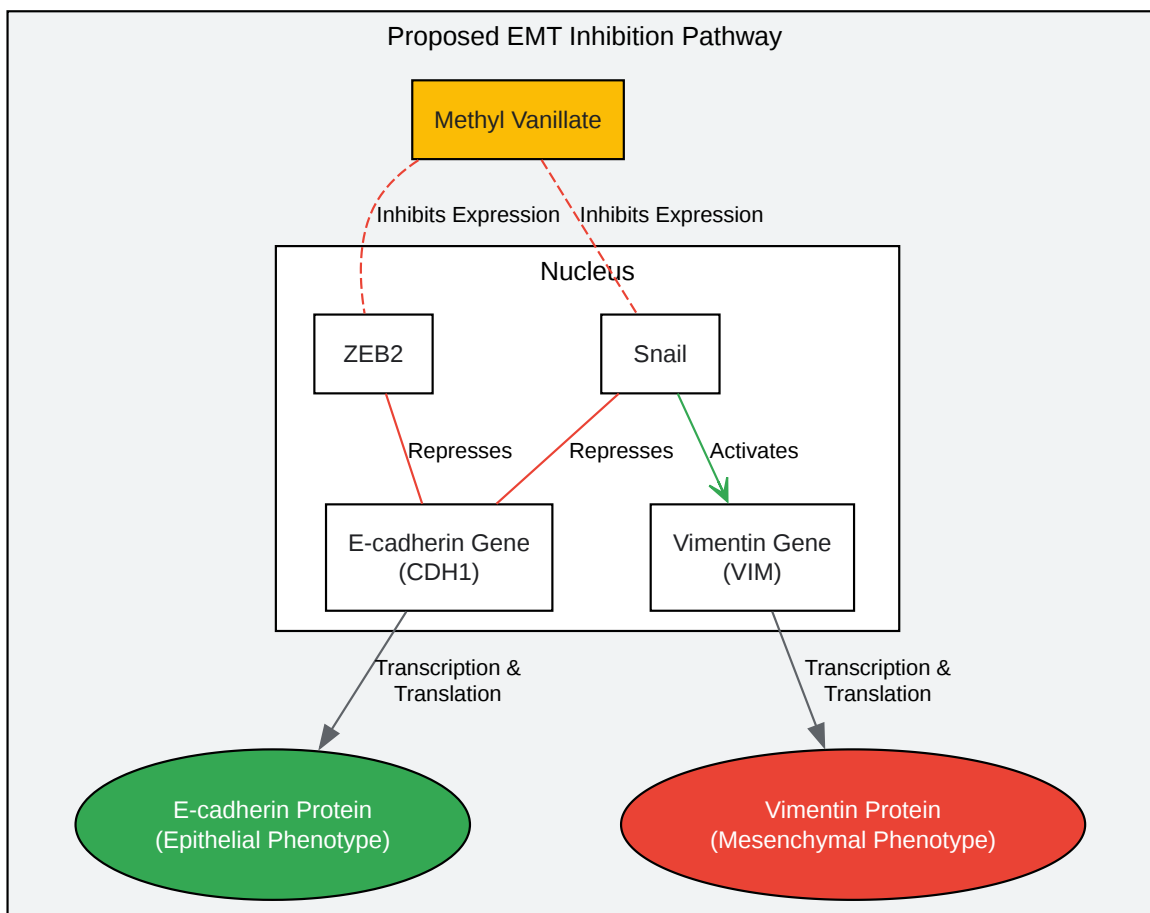 Proposed EMT Inhibition Pathway
Methyl Vanillate
Inhibits Expression
Inhibits Expression
Nucleus
ZEB2
Snail
Represses
Represses
Activates
E-cadherin Gene
(CDH1)
Vimentin Gene
(VIM)
Transcription &
Translation
Transcription &
Translation
E-cadherin Protein
(Epithelial Phenotype)
Vimentin Protein
(Mesenchymal Phenotype)